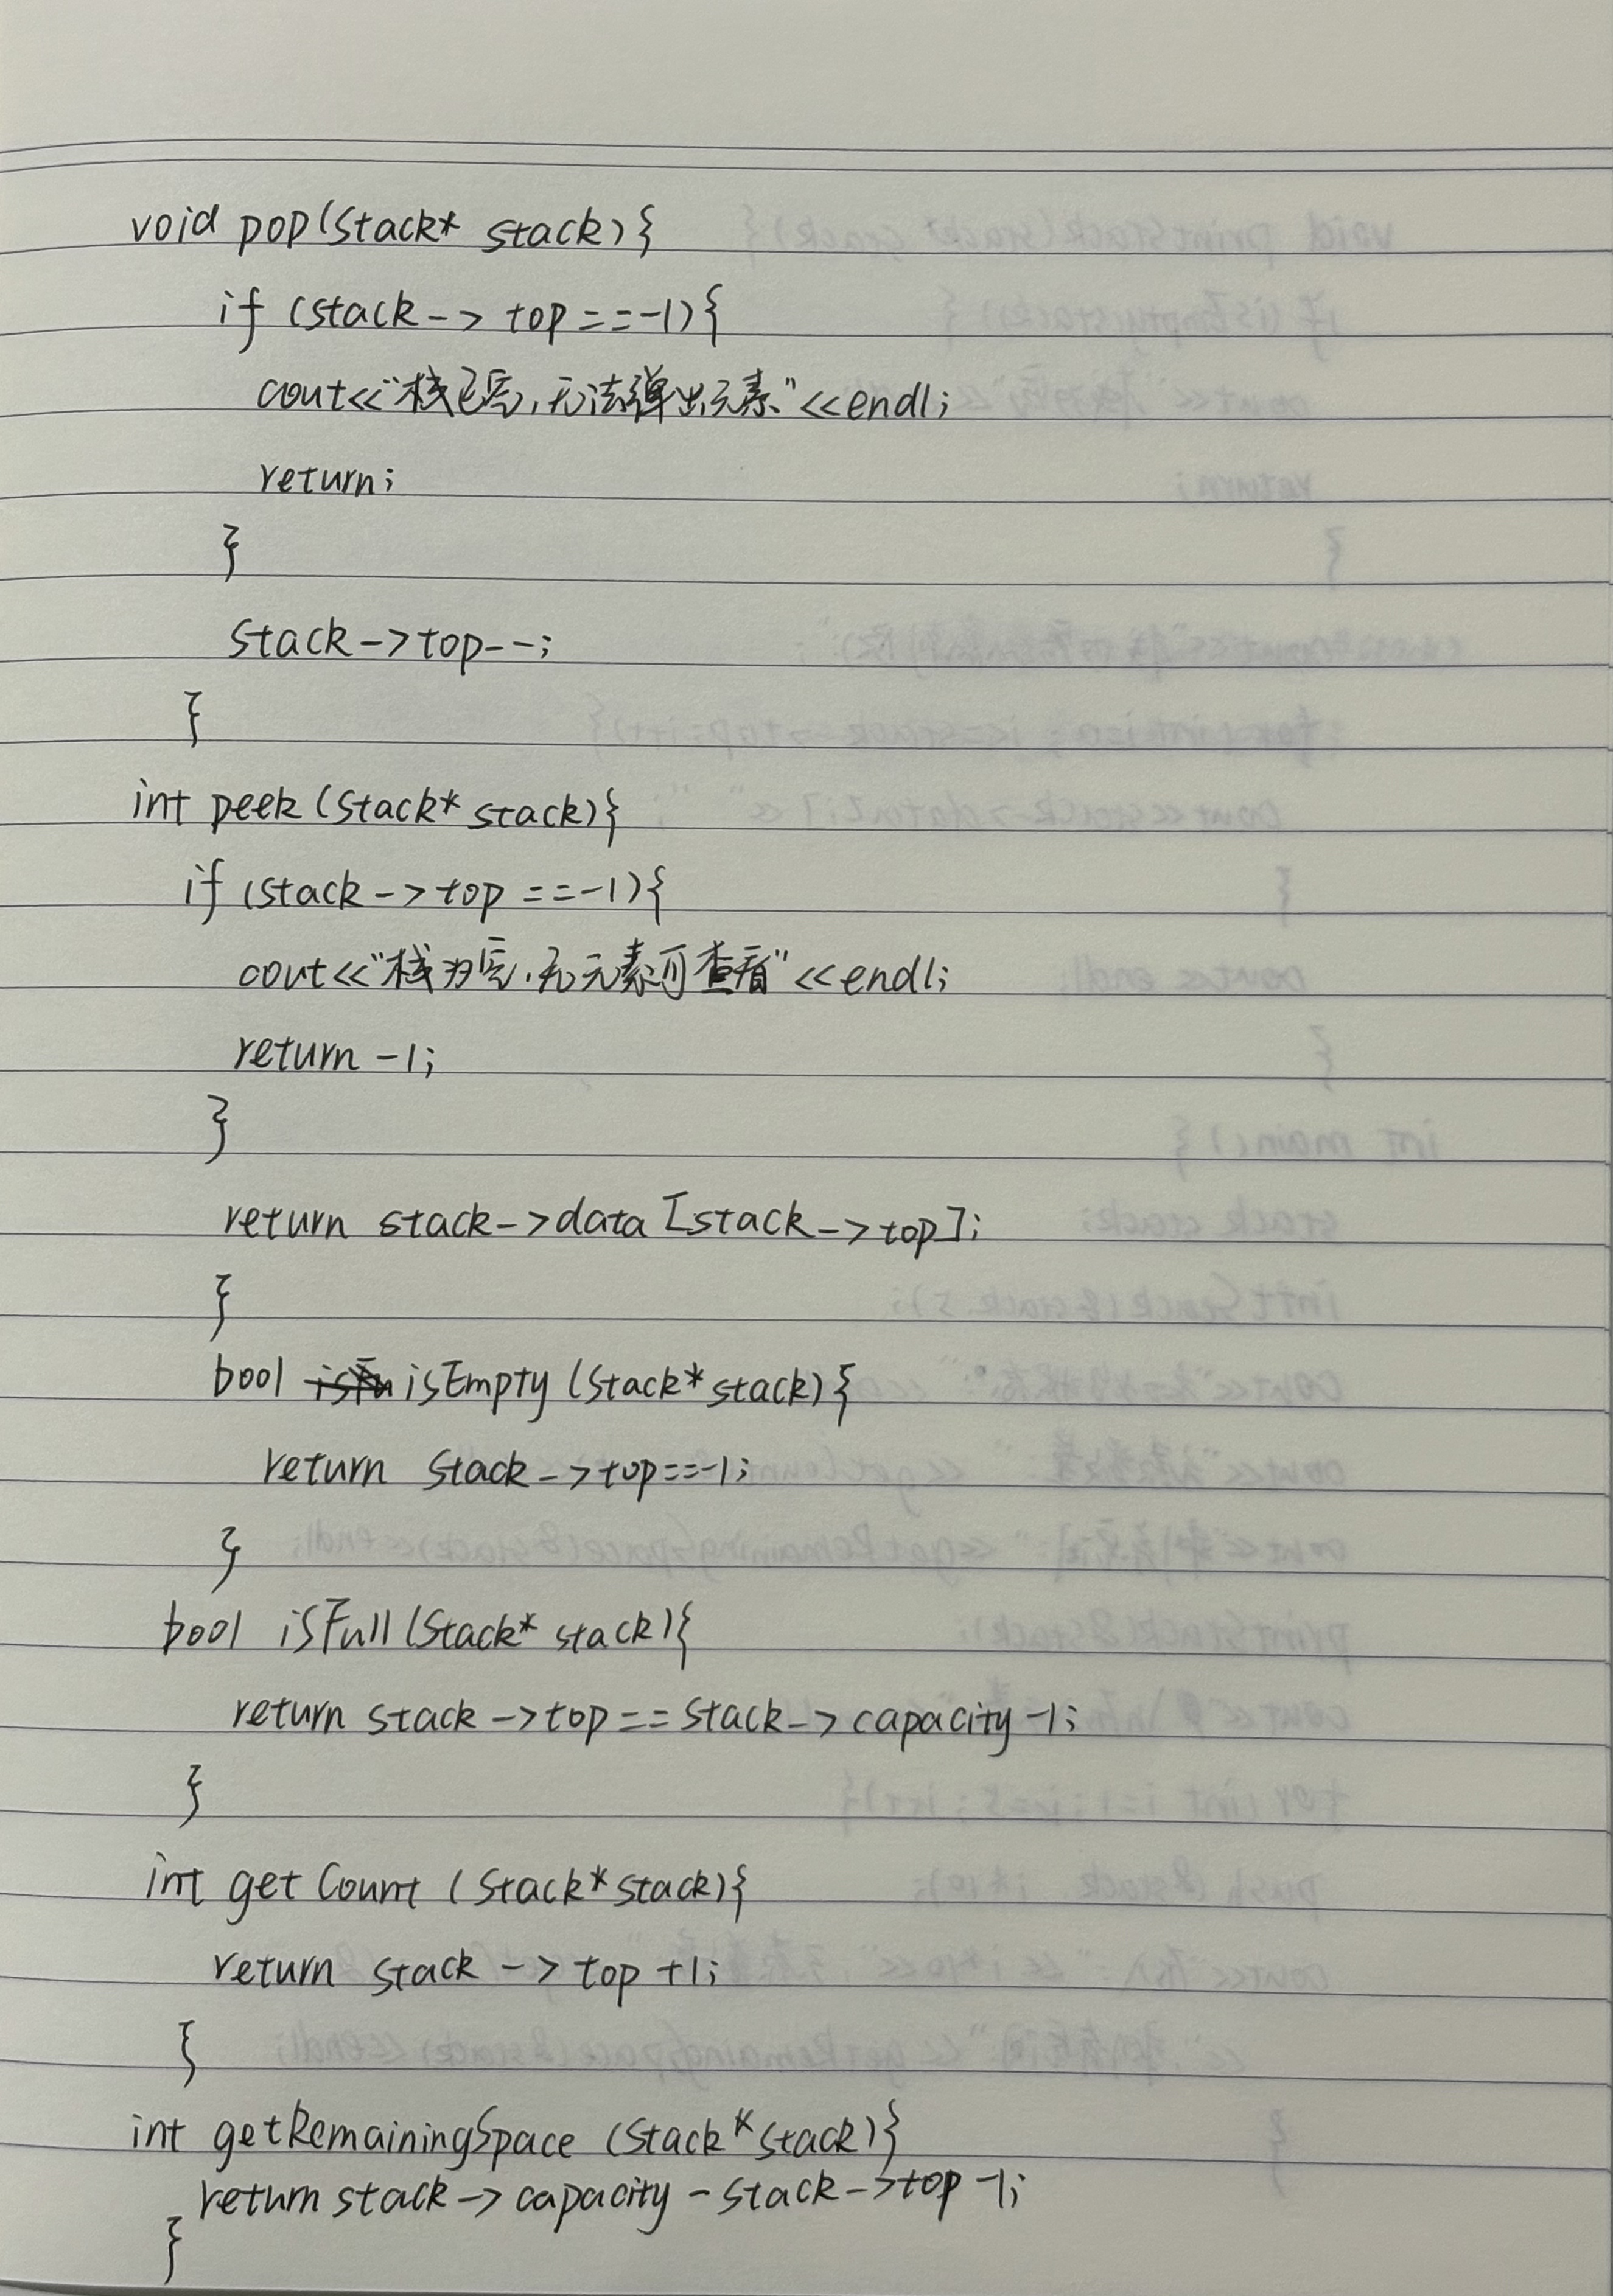 void pop(Stack* stack){
if (stack -> top == -1){
cout<<"栈已空,无法弹出元素"<<endl;
return;
}
stack->top--;
}
int peek (Stack* stack){
if (stack -> top == -1){
cout<<"栈为空,无元素可查看"<<endl;
return -1;
}
return stack->data [stack->top];
}
bool isEmpty (Stack* stack){
return stack->top==-1;
}
bool isFull (Stack* stack){
return stack->top==stack->capacity-1;
}
int getCount (Stack* stack){
return stack -> top +1;
}
int getRemainingSpace (Stack* stack){
return stack-> capacity - stack->top -1;
}